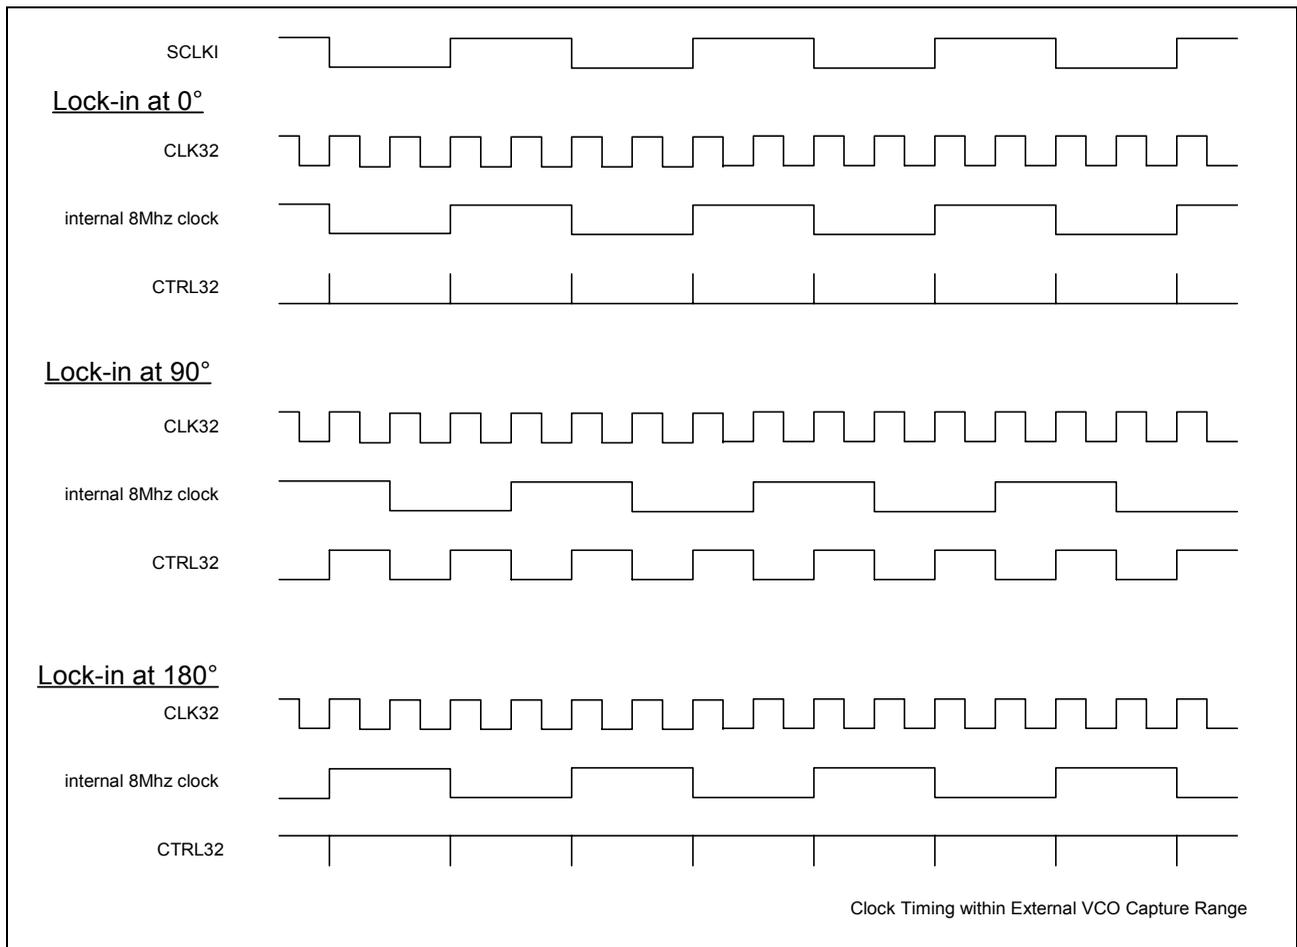 SCLKI
Lock-in at 0°
CLK32
internal 8Mhz clock
CTRL32
Lock-in at 90°
CLK32
internal 8Mhz clock
CTRL32
Lock-in at 180°
CLK32
internal 8Mhz clock
CTRL32
Clock Timing within External VCO Capture Range